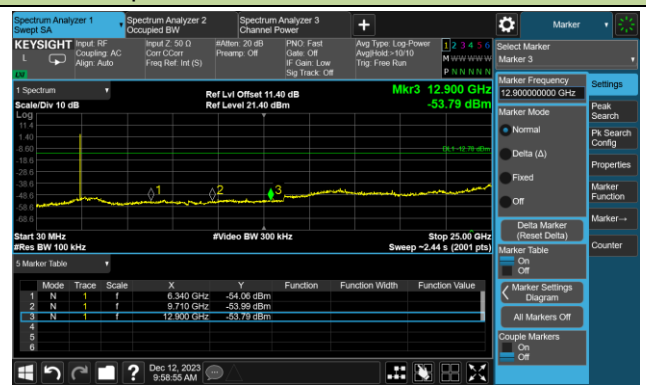 Spectrum Analyzer 1
Swept SA
Spectrum Analyzer 2
Occupied BW
Spectrum Analyzer 3
Channel Power
Marker
KEYSIGHT
L
LW
Input: RF
Coupling: AC
Align: Auto
Input Z: 50 Ω
Corr CCorr
Freq Ref: Int (S)
#Atten: 20 dB
Preamp: Off
PNO: Fast
Gate: Off
IF Gain: Low
Sig Track: Off
Avg Type: Log-Power
Avg|Hold:>10/10
Trig: Free Run
1 2 3 4 5 6
M W W W W W
P N N N N N
Select Marker
Marker 3
1 Spectrum
Scale/Div 10 dB
Log
Ref Lvl Offset 11.40 dB
Ref Level 21.40 dBm
Mkr3 12.900 GHz
-53.79 dBm
11.4
1.40
-8.60
-18.6
-28.6
-38.6
-48.6
-58.6
-68.6
DL1 -12.78 dBm
1
2
3
Start 30 MHz
#Res BW 100 kHz
#Video BW 300 kHz
Stop 25.00 GHz
Sweep ~2.44 s (2001 pts)
5 Marker Table
Mode Trace Scale X Y Function Function Width Function Value
1 N 1 f 6.340 GHz -54.06 dBm
2 N 1 f 9.710 GHz -53.99 dBm
3 N 1 f 12.900 GHz -53.79 dBm
4
5
6
Marker Frequency
12.900000000 GHz
Marker Mode
Normal
Delta (Δ)
Fixed
Off
Delta Marker
(Reset Delta)
Marker Table
On
Off
Marker Settings
Diagram
All Markers Off
Couple Markers
On
Off
Settings
Peak
Search
Pk Search
Config
Properties
Marker
Function
Marker→
Counter
?
Dec 12, 2023
9:58:55 AM